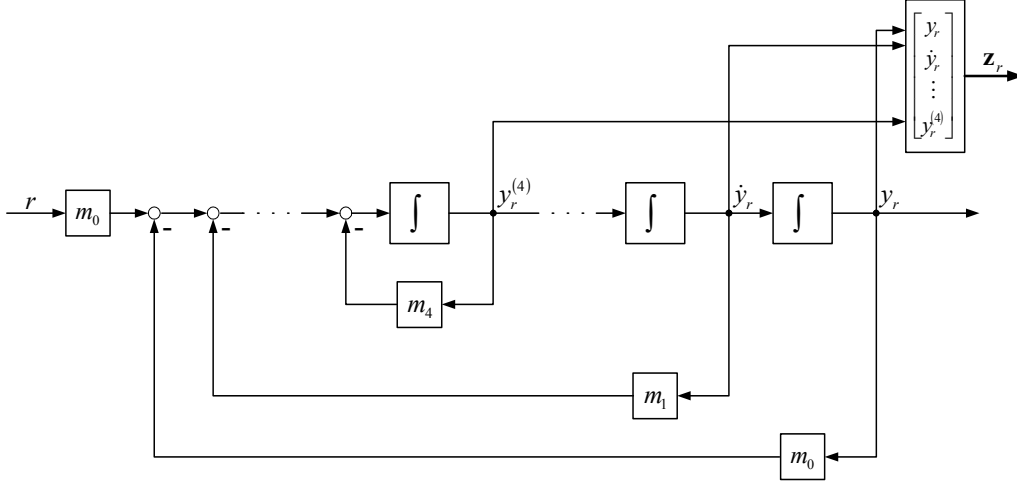 y_r
ẏ_r
⋮
y_r^(4)
z_r
r
m_0
-
-
. . .
-
∫
y_r^(4)
. . .
∫
ẏ_r
∫
y_r
m_4
m_1
m_0